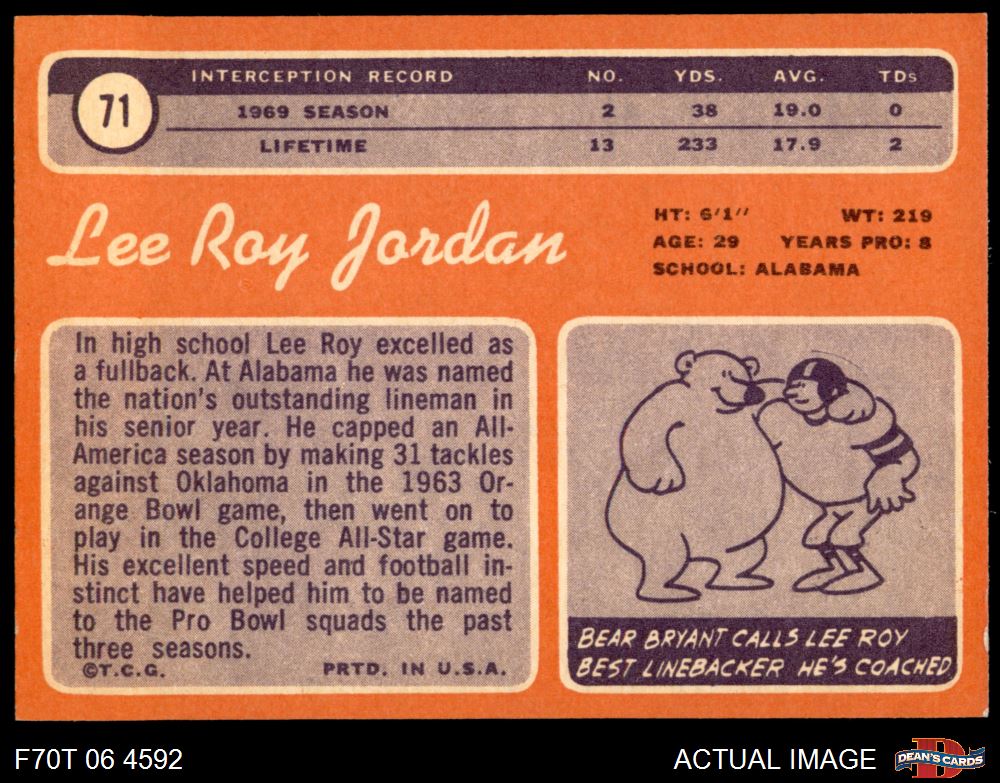 71
INTERCEPTION RECORD NO. YDS. AVG. TDs
1969 SEASON 2 38 19.0 0
LIFETIME 13 233 17.9 2
Lee Roy Jordan
HT: 6'1'' WT: 219
AGE: 29 YEARS PRO: 8
SCHOOL: ALABAMA
In high school Lee Roy excelled as
a fullback. At Alabama he was named
the nation's outstanding lineman in
his senior year. He capped an All-
America season by making 31 tackles
against Oklahoma in the 1963 Or-
ange Bowl game, then went on to
play in the College All-Star game.
His excellent speed and football in-
stinct have helped him to be named
to the Pro Bowl squads the past
three seasons.
©T.C.G. PRTD. IN U.S.A.
BEAR BRYANT CALLS LEE ROY
BEST LINEBACKER HE'S COACHED
F70T 06 4592
ACTUAL IMAGE
D
DEAN'S CARDS